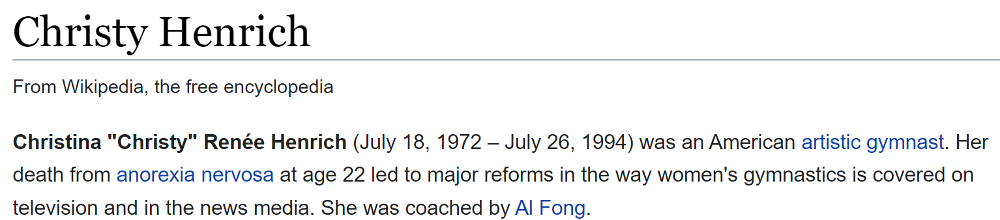 Christy Henrich
From Wikipedia, the free encyclopedia
Christina "Christy" Renée Henrich (July 18, 1972 – July 26, 1994) was an American artistic gymnast. Her
death from anorexia nervosa at age 22 led to major reforms in the way women's gymnastics is covered on
television and in the news media. She was coached by Al Fong.